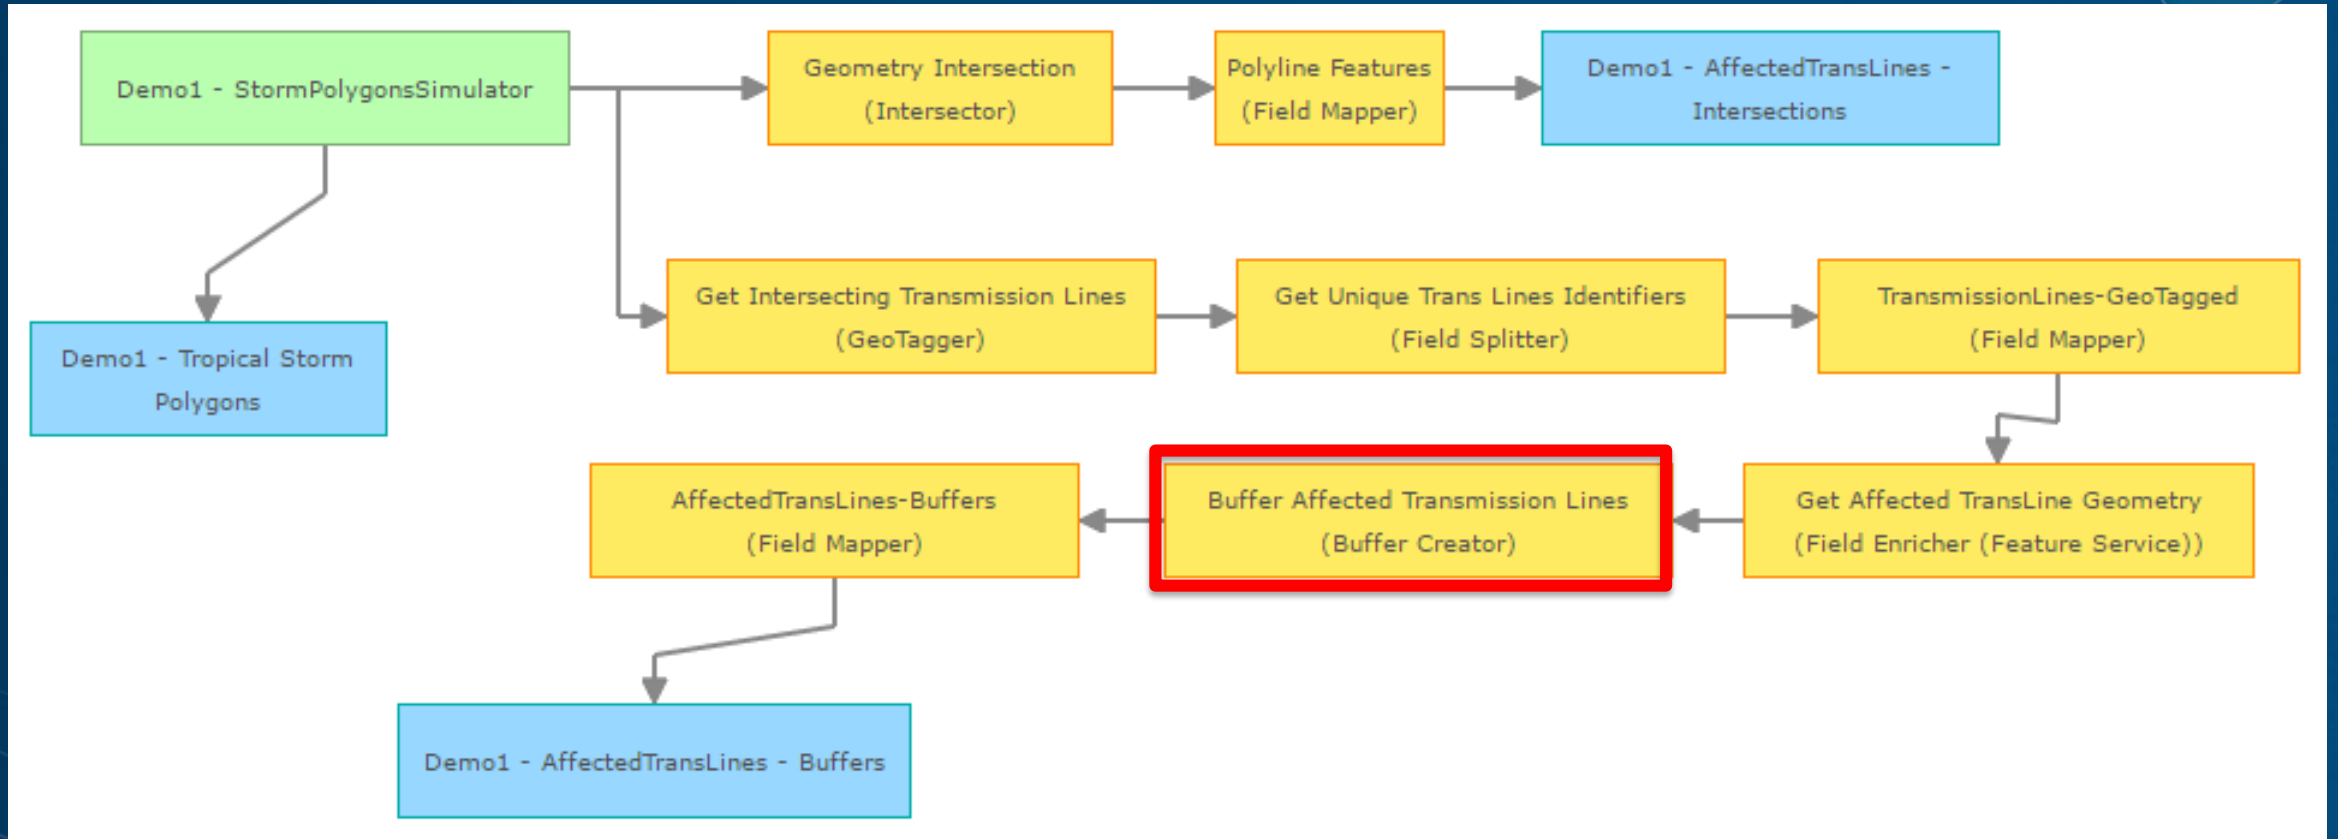 Demo1 - StormPolygonsSimulator
Geometry Intersection
(Intersector)
Polyline Features
(Field Mapper)
Demo1 - AffectedTransLines -
Intersections
Get Intersecting Transmission Lines
(GeoTagger)
Get Unique Trans Lines Identifiers
(Field Splitter)
TransmissionLines-GeoTagged
(Field Mapper)
Demo1 - Tropical Storm
Polygons
AffectedTransLines-Buffers
(Field Mapper)
Buffer Affected Transmission Lines
(Buffer Creator)
Get Affected TransLine Geometry
(Field Enricher (Feature Service))
Demo1 - AffectedTransLines - Buffers